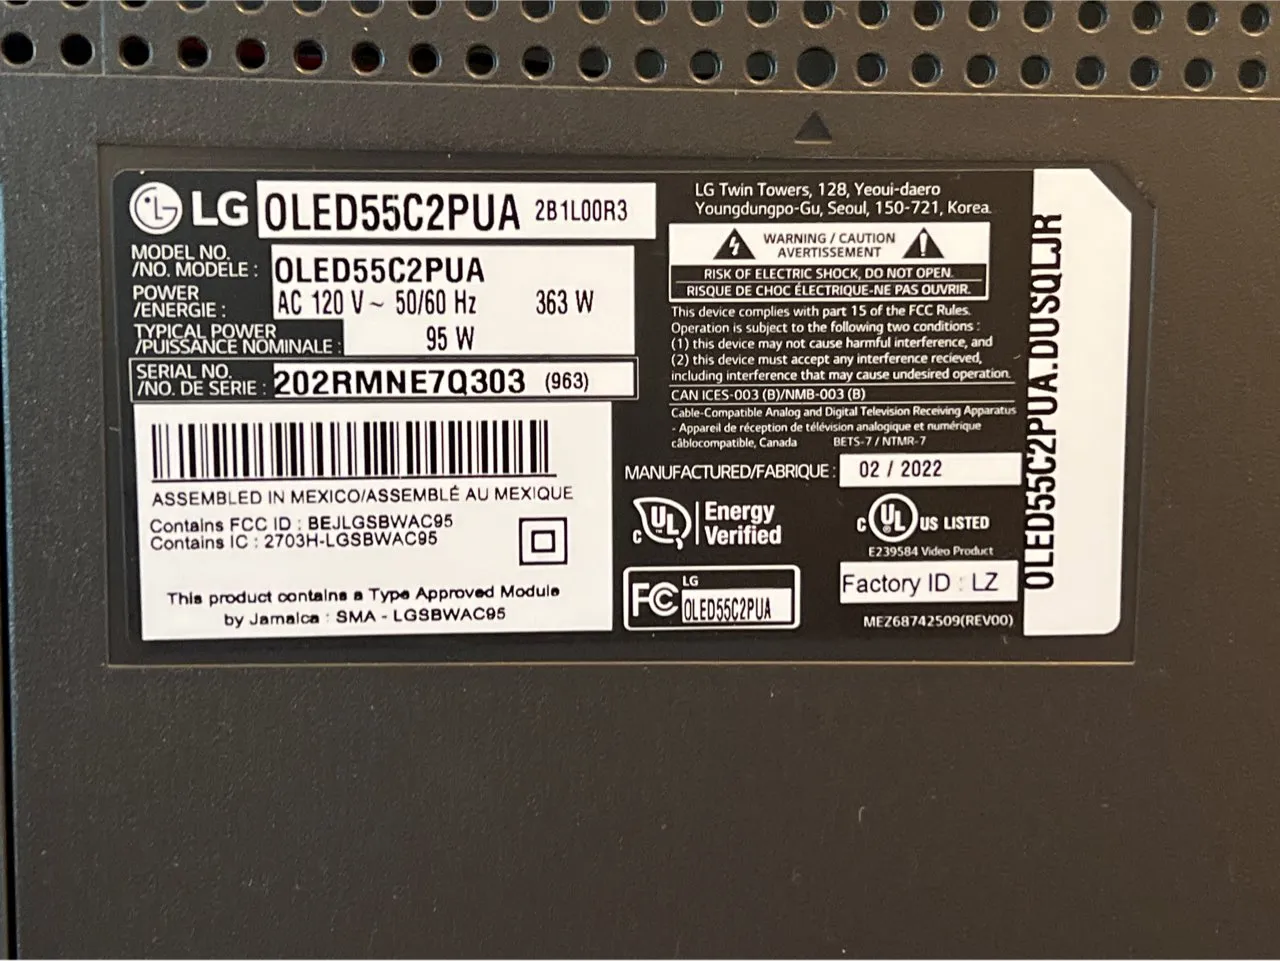 LG OLED55C2PUA 2B1L00R3
MODEL NO.
/NO. MODÈLE : OLED55C2PUA
POWER
/ENERGIE : AC 120 V ~ 50/60 Hz 363 W
TYPICAL POWER
/PUISSANCE NOMINALE : 95 W
SERIAL NO.
/NO. DE SÉRIE : 202RMNE7Q303 (963)
ASSEMBLED IN MEXICO/ASSEMBLÉ AU MEXIQUE
Contains FCC ID : BEJLGSBWAC95
Contains IC : 2703H-LGSBWAC95
This product contains a Type Approved Module
by Jamaica : SMA - LGSBWAC95
LG Twin Towers, 128, Yeoui-daero
Youngdungpo-Gu, Seoul, 150-721, Korea.
WARNING / CAUTION
AVERTISSEMENT
RISK OF ELECTRIC SHOCK, DO NOT OPEN.
RISQUE DE CHOC ÉLECTRIQUE-NE PAS OUVRIR.
This device complies with part 15 of the FCC Rules.
Operation is subject to the following two conditions :
(1) this device may not cause harmful interference, and
(2) this device must accept any interference recieved,
including interference that may cause undesired operation.
CAN ICES-003 (B)/NMB-003 (B)
Cable-Compatible Analog and Digital Television Receiving Apparatus
- Appareil de réception de télévision analogique et numérique
câblocompatible, Canada BETS-7 / NTMR-7
MANUFACTURED/FABRIQUE : 02 / 2022
c UL Energy
Verified
c UL US LISTED
E239584 Video Product
FC LG
OLED55C2PUA
Factory ID : LZ
MEZ68742509(REV00)
OLED55C2PUA.DUSQLJR